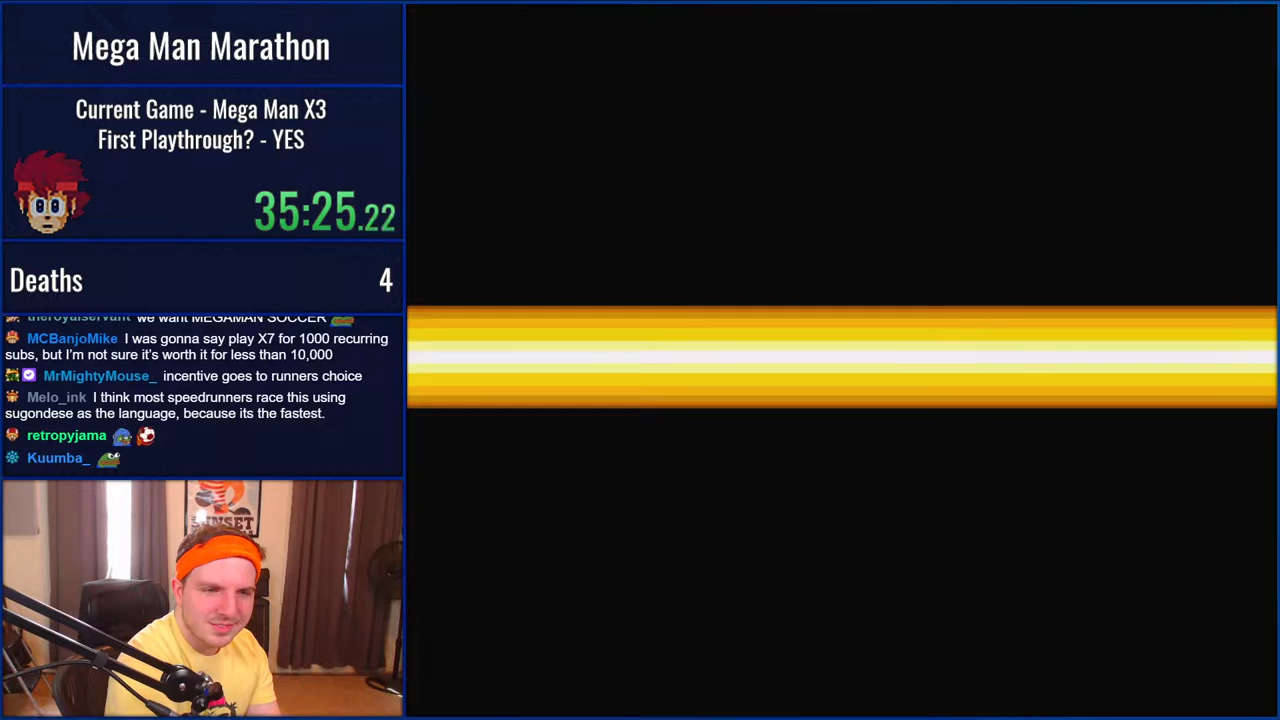 Mega Man Marathon
Current Game - Mega Man X3
First Playthrough? - YES
35:25.22
Deaths 4
theroyalservant we want MEGAMAN SOCCER
MCBanjoMike I was gonna say play X7 for 1000 recurring
subs, but I'm not sure it's worth it for less than 10,000
MrMightyMouse_ incentive goes to runners choice
Melo_ink I think most speedrunners race this using
sugondese as the language, because its the fastest.
retropyjama
Kuumba_
SUNSET